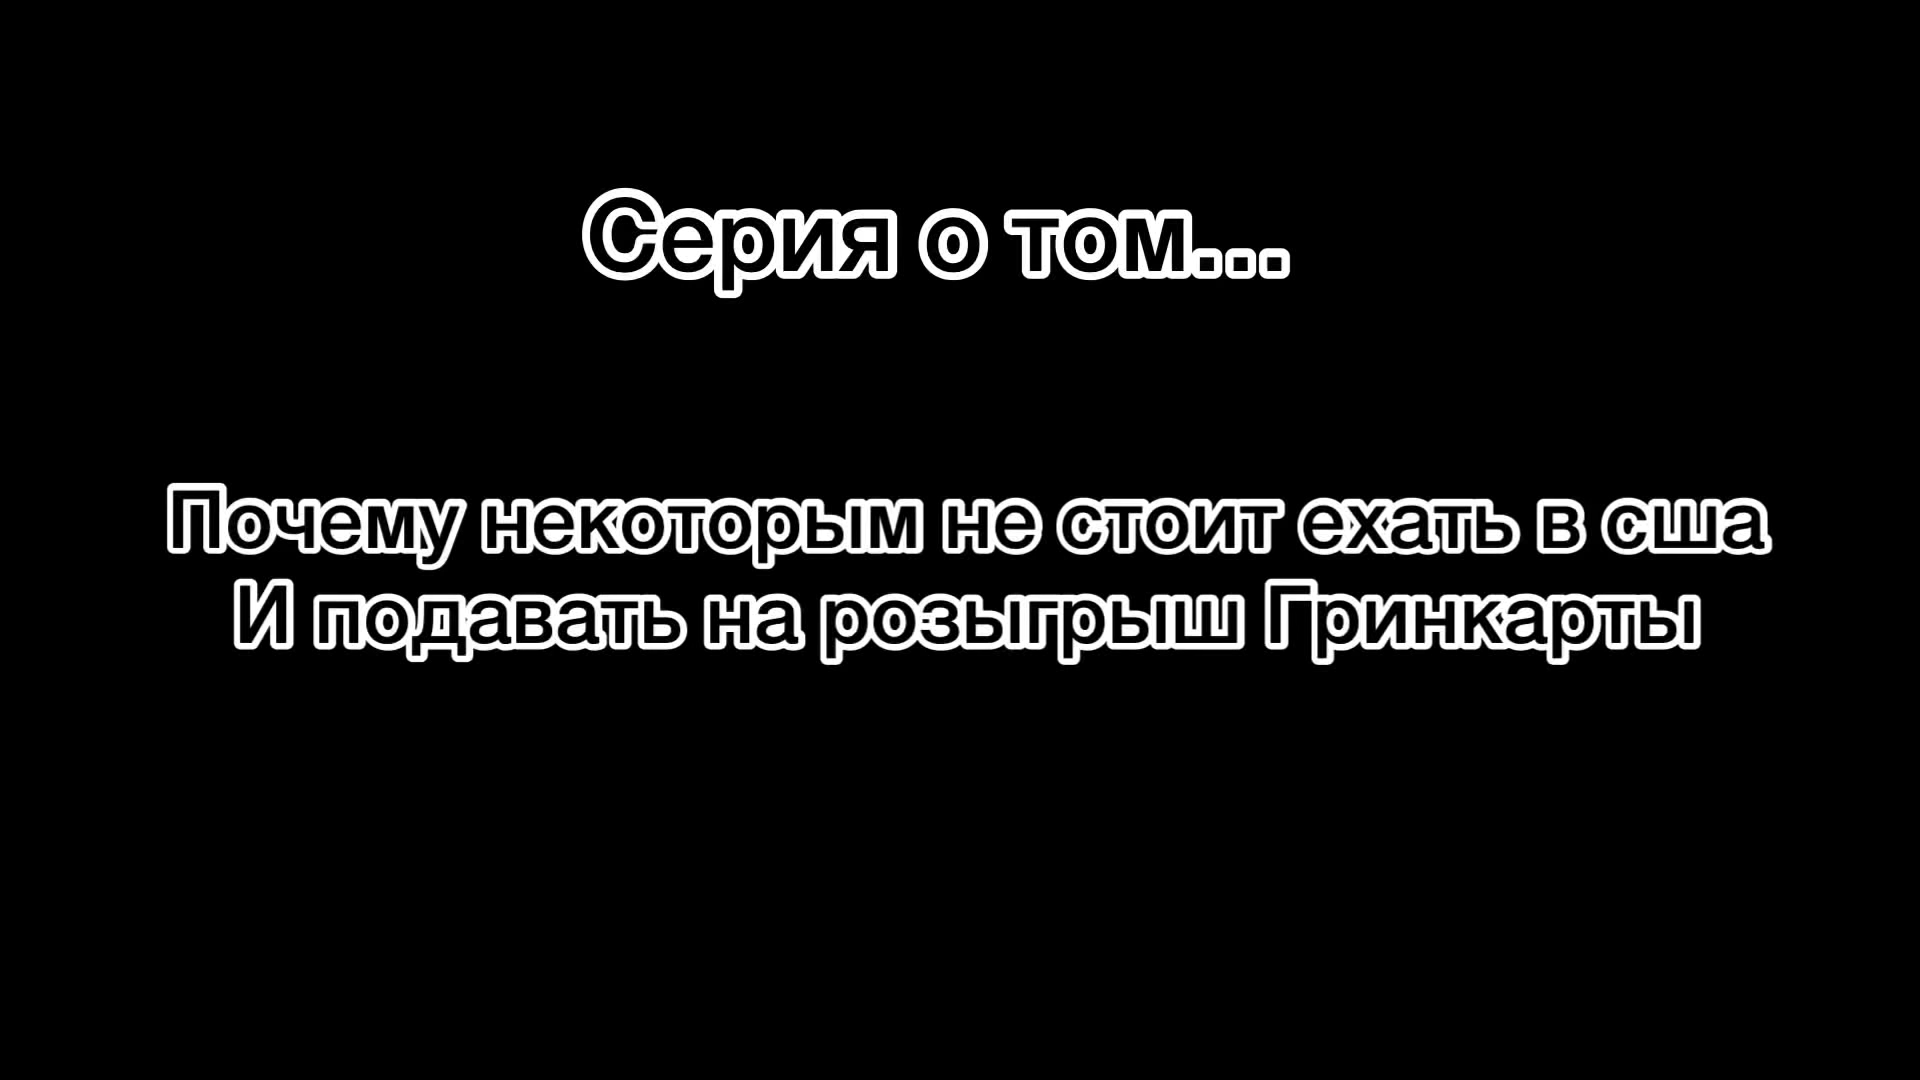 Серия о том...
Почему некоторым не стоит ехать в сша
И подавать на розыгрыш Гринкарты